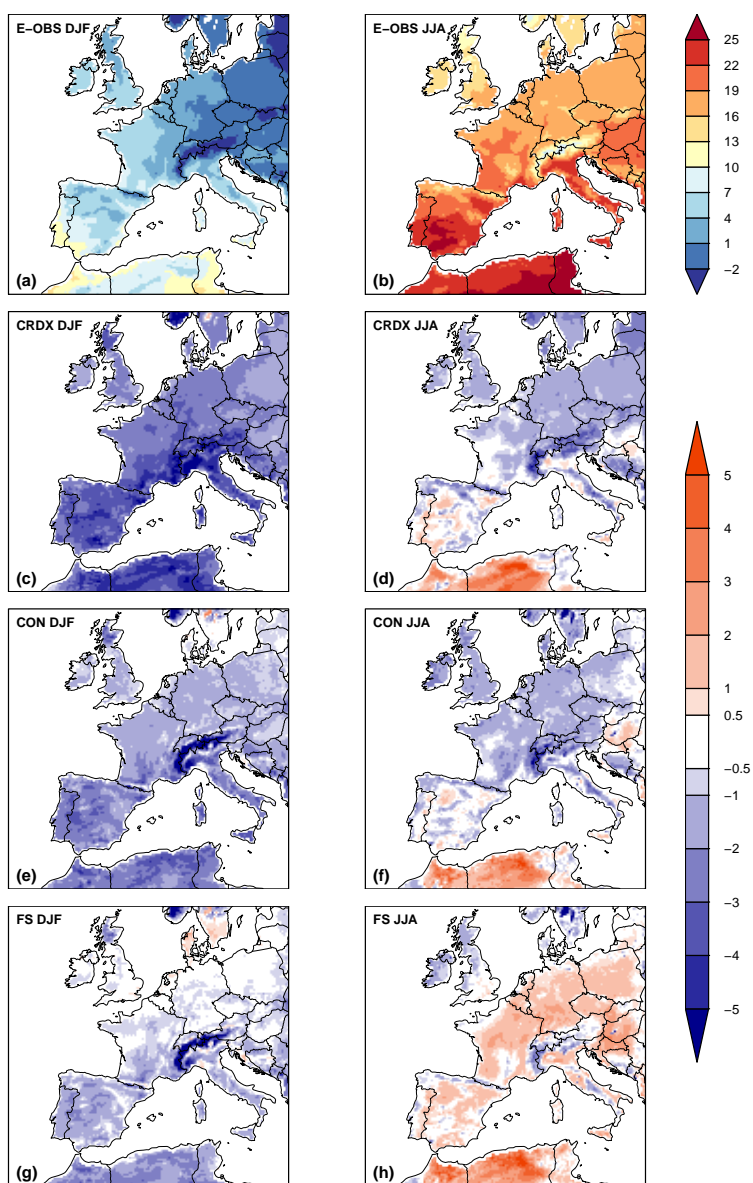 E−OBS DJF
(a)
E−OBS JJA
(b)
25
22
19
16
13
10
7
4
1
−2
CRDX DJF
(c)
CRDX JJA
(d)
CON DJF
(e)
CON JJA
(f)
FS DJF
(g)
FS JJA
(h)
5
4
3
2
1
0.5
−0.5
−1
−2
−3
−4
−5